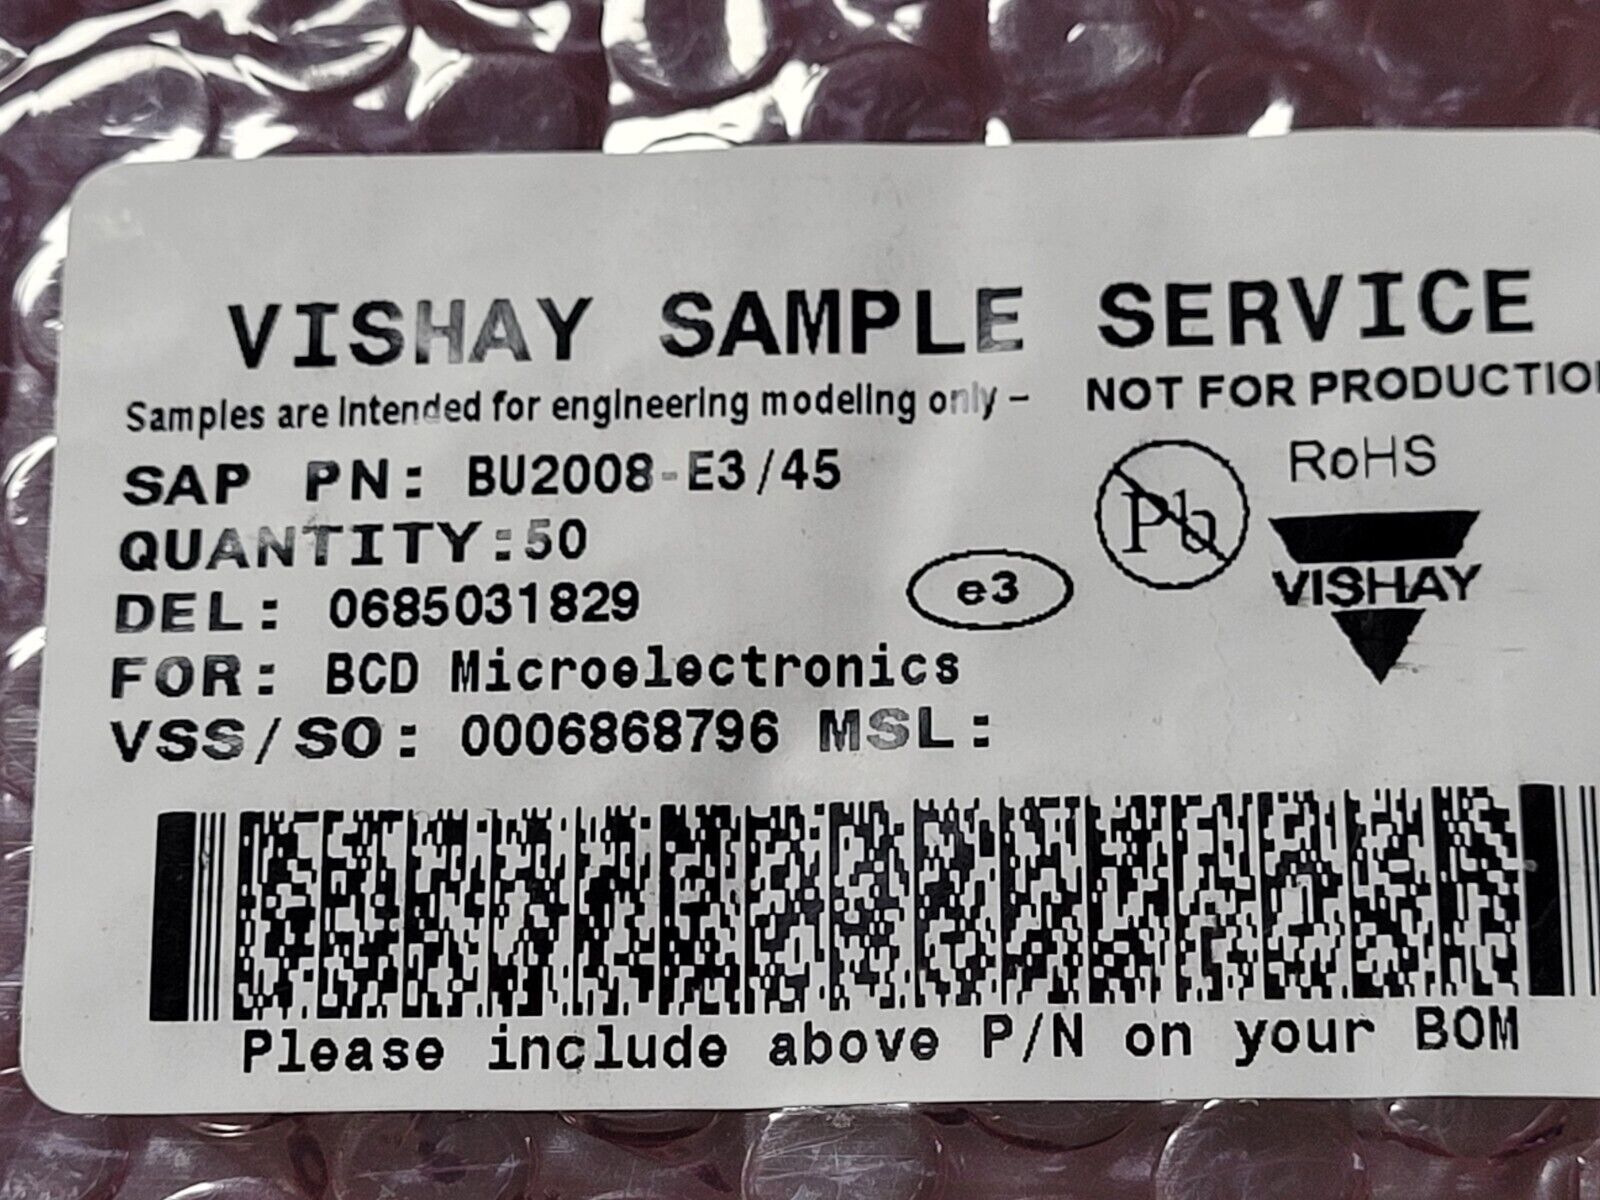 VISHAY SAMPLE SERVICE
Samples are intended for engineering modeling only – NOT FOR PRODUCTIO
SAP PN: BU2008-E3/45
RoHS
Pb
QUANTITY:50
DEL: 0685031829
e3
VISHAY
FOR: BCD Microelectronics
VSS/SO: 0006868796 MSL:
Please include above P/N on your BOM